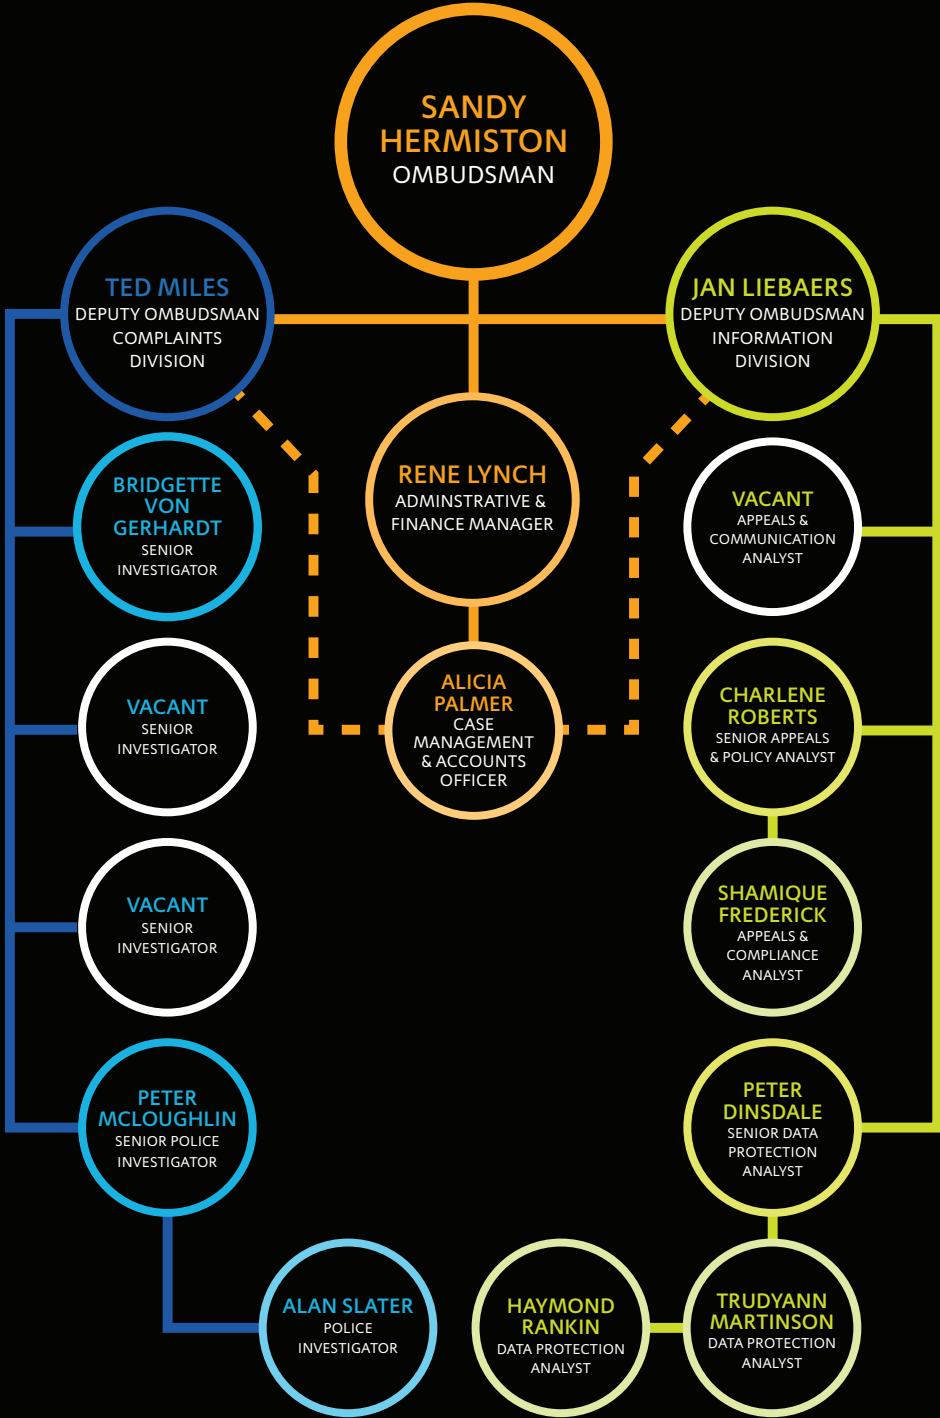 SANDY
HERMISTON
OMBUDSMAN
TED MILES
DEPUTY OMBUDSMAN
COMPLAINTS
DIVISION
JAN LIEBAERS
DEPUTY OMBUDSMAN
INFORMATION
DIVISION
RENE LYNCH
ADMINSTRATIVE &
FINANCE MANAGER
BRIDGETTE
VON
GERHARDT
SENIOR
INVESTIGATOR
VACANT
APPEALS &
COMMUNICATION
ANALYST
VACANT
SENIOR
INVESTIGATOR
ALICIA
PALMER
CASE
MANAGEMENT
& ACCOUNTS
OFFICER
CHARLENE
ROBERTS
SENIOR APPEALS
& POLICY ANALYST
VACANT
SENIOR
INVESTIGATOR
SHAMIQUE
FREDERICK
APPEALS &
COMPLIANCE
ANALYST
PETER
MCLOUGHLIN
SENIOR POLICE
INVESTIGATOR
PETER
DINSDALE
SENIOR DATA
PROTECTION
ANALYST
ALAN SLATER
POLICE
INVESTIGATOR
HAYMOND
RANKIN
DATA PROTECTION
ANALYST
TRUDYANN
MARTINSON
DATA PROTECTION
ANALYST